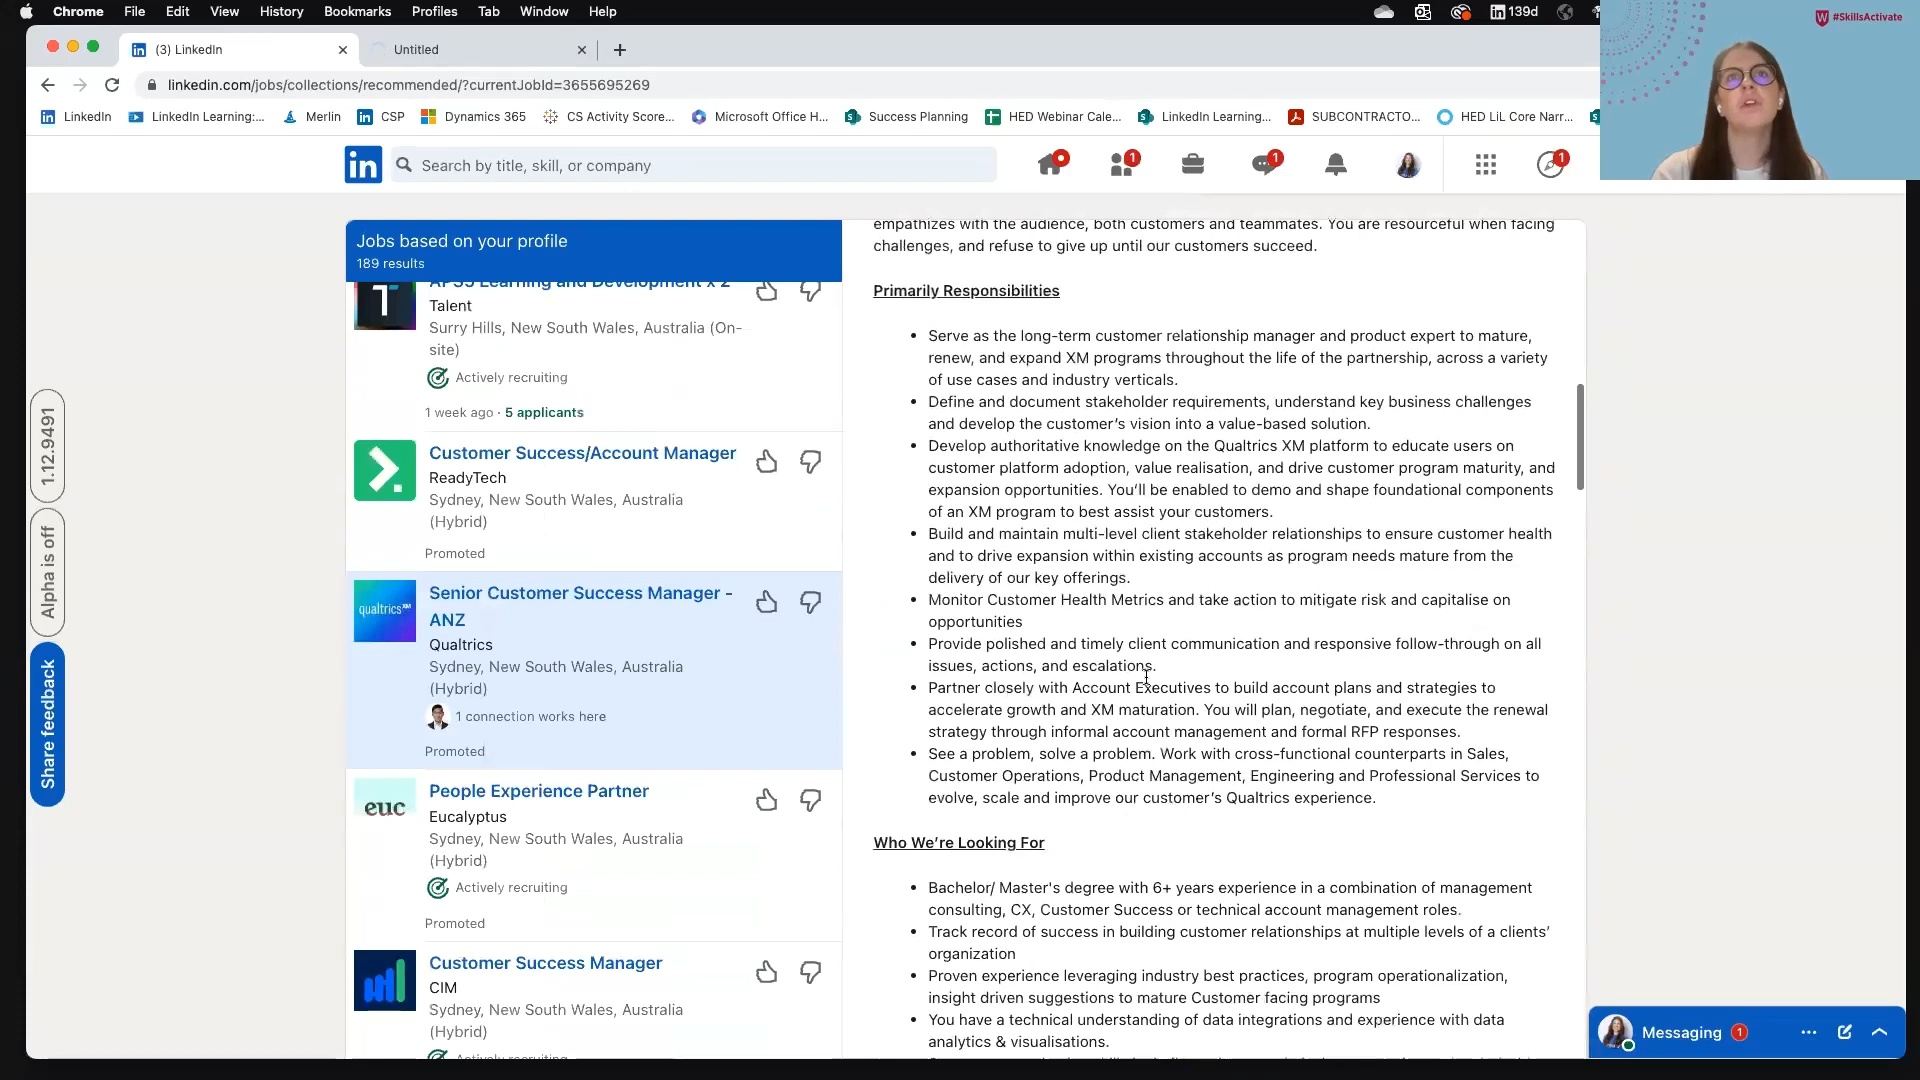 Chrome File Edit View History Bookmarks Profiles Tab Window Help
139d
#SkillsActivate
(3) LinkedIn
Untitled
linkedin.com/jobs/collections/recommended/?currentJobId=3655695269
LinkedIn
LinkedIn Learning:...
Merlin
CSP
Dynamics 365
CS Activity Score...
Microsoft Office H...
Success Planning
HED Webinar Cale...
LinkedIn Learning...
SUBCONTRACTO...
HED LiL Core Narr...
in
Search by title, skill, or company
1
1
1
1.12.9491
Alpha is off
Share feedback
Jobs based on your profile
189 results
APS5 Learning and Development x 2
Talent
Surry Hills, New South Wales, Australia (On-
site)
Actively recruiting
1 week ago · 5 applicants
Customer Success/Account Manager
ReadyTech
Sydney, New South Wales, Australia
(Hybrid)
Promoted
qualtrics XM
Senior Customer Success Manager -
ANZ
Qualtrics
Sydney, New South Wales, Australia
(Hybrid)
1 connection works here
Promoted
euc
People Experience Partner
Eucalyptus
Sydney, New South Wales, Australia
(Hybrid)
Actively recruiting
Promoted
Customer Success Manager
CIM
Sydney, New South Wales, Australia
(Hybrid)
Actively recruiting
empathizes with the audience, both customers and teammates. You are resourceful when facing
challenges, and refuse to give up until our customers succeed.
Primarily Responsibilities
• Serve as the long-term customer relationship manager and product expert to mature,
renew, and expand XM programs throughout the life of the partnership, across a variety
of use cases and industry verticals.
• Define and document stakeholder requirements, understand key business challenges
and develop the customer's vision into a value-based solution.
• Develop authoritative knowledge on the Qualtrics XM platform to educate users on
customer platform adoption, value realisation, and drive customer program maturity, and
expansion opportunities. You'll be enabled to demo and shape foundational components
of an XM program to best assist your customers.
• Build and maintain multi-level client stakeholder relationships to ensure customer health
and to drive expansion within existing accounts as program needs mature from the
delivery of our key offerings.
• Monitor Customer Health Metrics and take action to mitigate risk and capitalise on
opportunities
• Provide polished and timely client communication and responsive follow-through on all
issues, actions, and escalations.
• Partner closely with Account Executives to build account plans and strategies to
accelerate growth and XM maturation. You will plan, negotiate, and execute the renewal
strategy through informal account management and formal RFP responses.
• See a problem, solve a problem. Work with cross-functional counterparts in Sales,
Customer Operations, Product Management, Engineering and Professional Services to
evolve, scale and improve our customer's Qualtrics experience.
Who We're Looking For
• Bachelor/ Master's degree with 6+ years experience in a combination of management
consulting, CX, Customer Success or technical account management roles.
• Track record of success in building customer relationships at multiple levels of a clients'
organization
• Proven experience leveraging industry best practices, program operationalization,
insight driven suggestions to mature Customer facing programs
• You have a technical understanding of data integrations and experience with data
analytics & visualisations.
Messaging 1